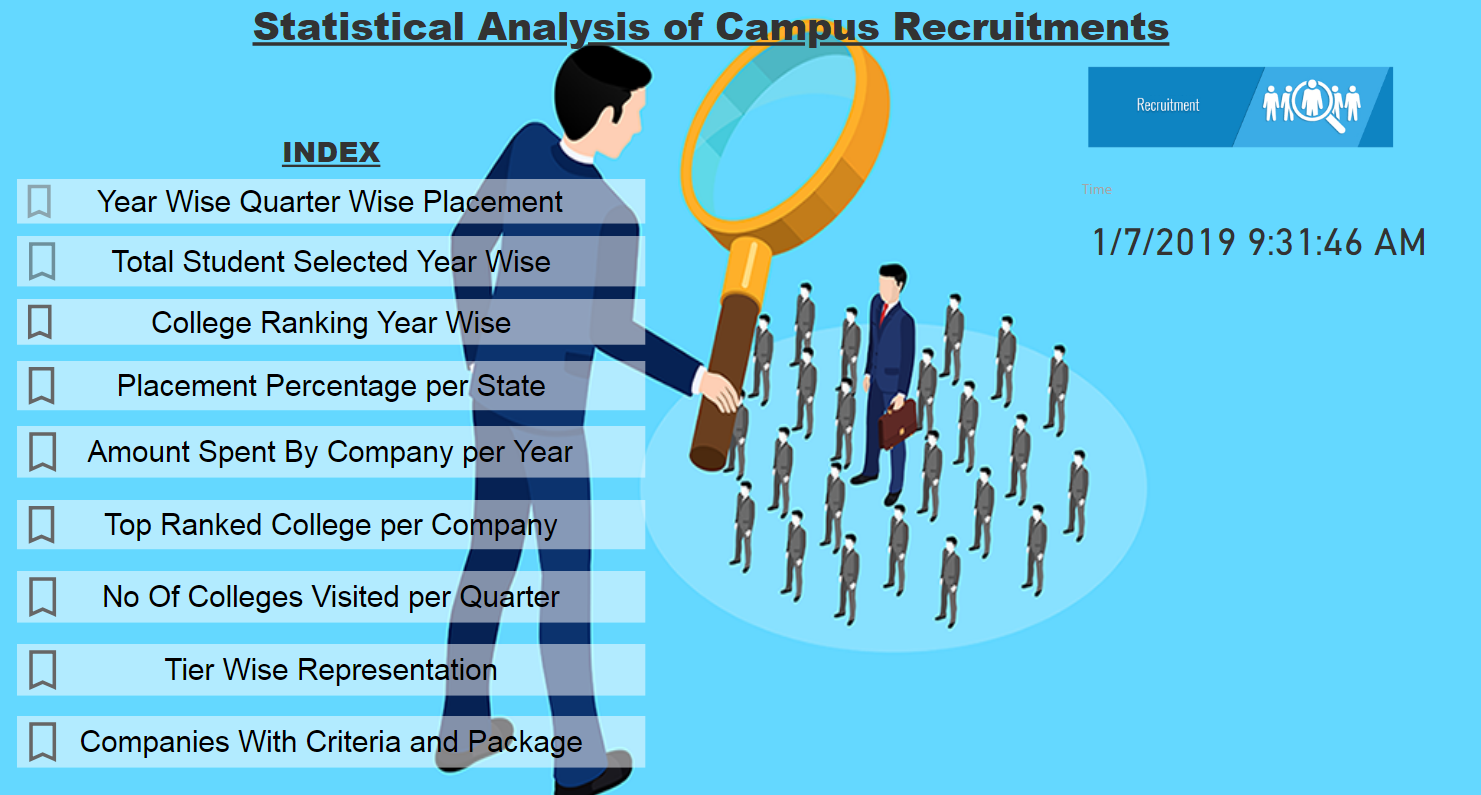 Statistical Analysis of Campus Recruitments
Recruitment
INDEX
Year Wise Quarter Wise Placement
Total Student Selected Year Wise
College Ranking Year Wise
Placement Percentage per State
Amount Spent By Company per Year
Top Ranked College per Company
No Of Colleges Visited per Quarter
Tier Wise Representation
Companies With Criteria and Package
Time
1/7/2019 9:31:46 AM